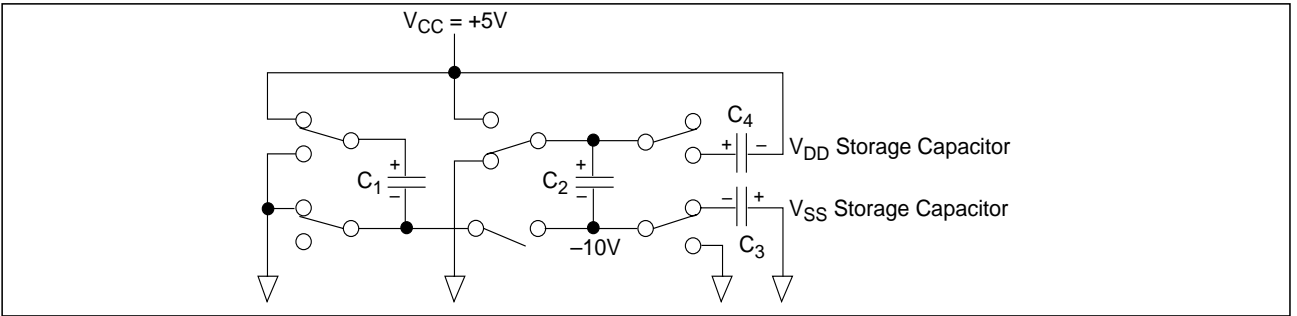 V_CC = +5V
C_4
+ –
V_DD Storage Capacitor
+
C_1
–
+
C_2
–
– +
V_SS Storage Capacitor
–10V
C_3